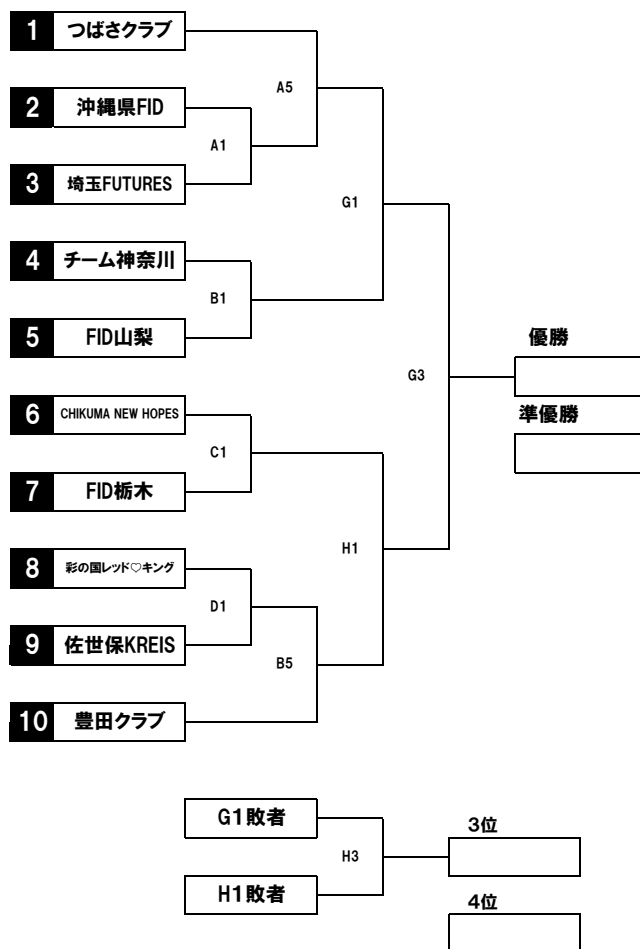 1 つばさクラブ
A5
2 沖縄県FID
A1
3 埼玉FUTURES
G1
4 チーム神奈川
B1
5 FID山梨
優勝
G3
準優勝
6 CHIKUMA NEW HOPES
C1
7 FID栃木
H1
8 彩の国レッド♡キング
D1
9 佐世保KREIS
B5
10 豊田クラブ
G1敗者
3位
H3
H1敗者
4位